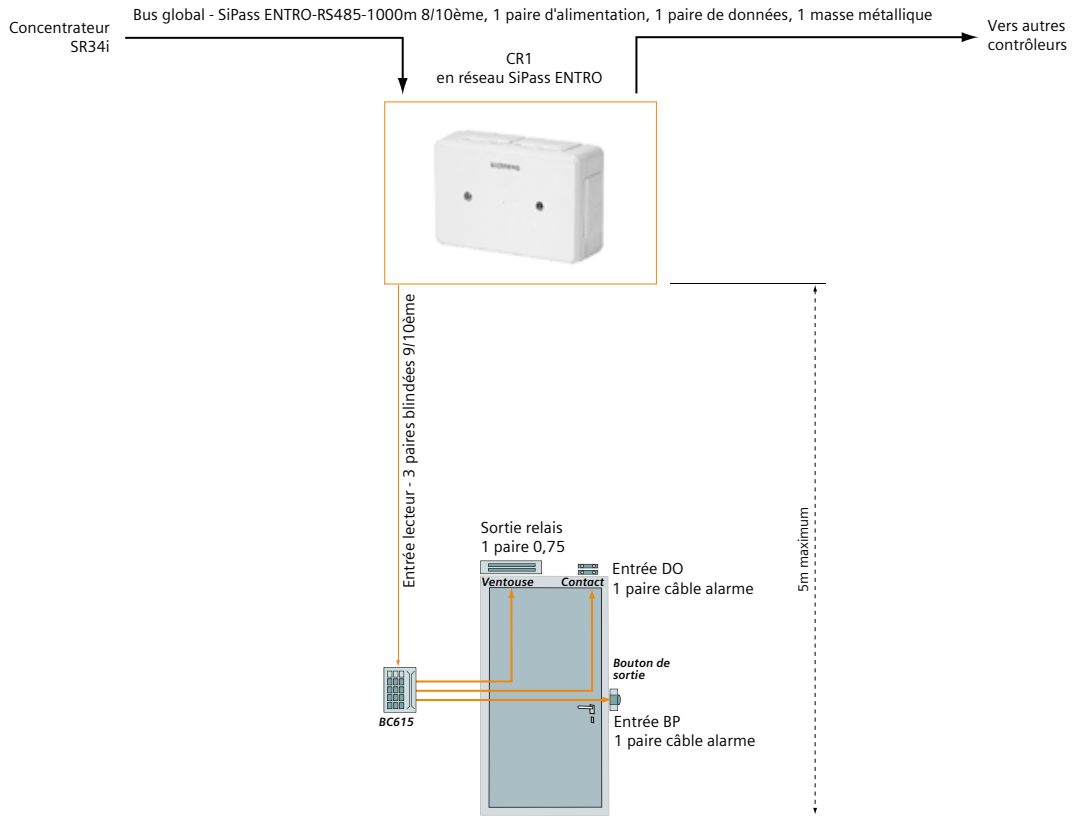 Bus global - SiPass ENTRO-RS485-1000m 8/10ème, 1 paire d'alimentation, 1 paire de données, 1 masse métallique
Concentrateur
SR34i
Vers autres
contrôleurs
CR1
en réseau SiPass ENTRO
SIEMENS
Entrée lecteur - 3 paires blindées 9/10ème
5m maximum
Sortie relais
1 paire 0,75
Ventouse
Contact
Entrée DO
1 paire câble alarme
Bouton de
sortie
BC615
Entrée BP
1 paire câble alarme